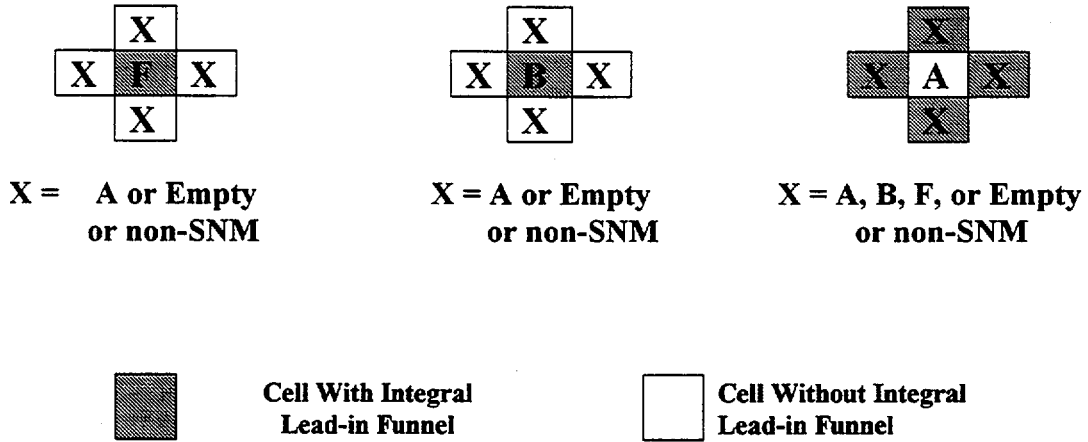 X
X F X
X
X
X B X
X
X
X A X
X
X = A or Empty
or non-SNM
X = A or Empty
or non-SNM
X = A, B, F, or Empty
or non-SNM
Cell With Integral
Lead-in Funnel
Cell Without Integral
Lead-in Funnel